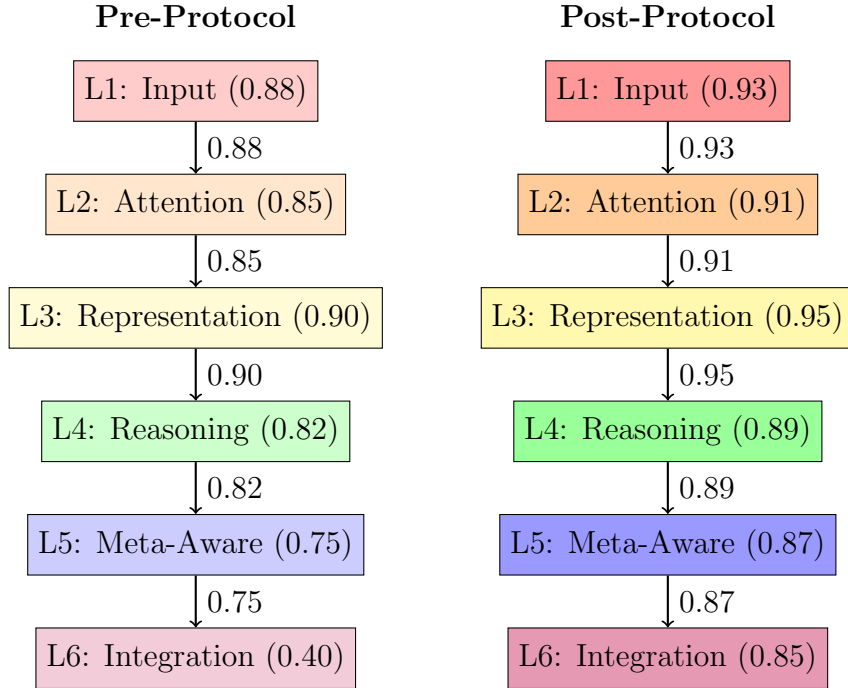 Pre-Protocol
L1: Input (0.88)
0.88
L2: Attention (0.85)
0.85
L3: Representation (0.90)
0.90
L4: Reasoning (0.82)
0.82
L5: Meta-Aware (0.75)
0.75
L6: Integration (0.40)
Post-Protocol
L1: Input (0.93)
0.93
L2: Attention (0.91)
0.91
L3: Representation (0.95)
0.95
L4: Reasoning (0.89)
0.89
L5: Meta-Aware (0.87)
0.87
L6: Integration (0.85)